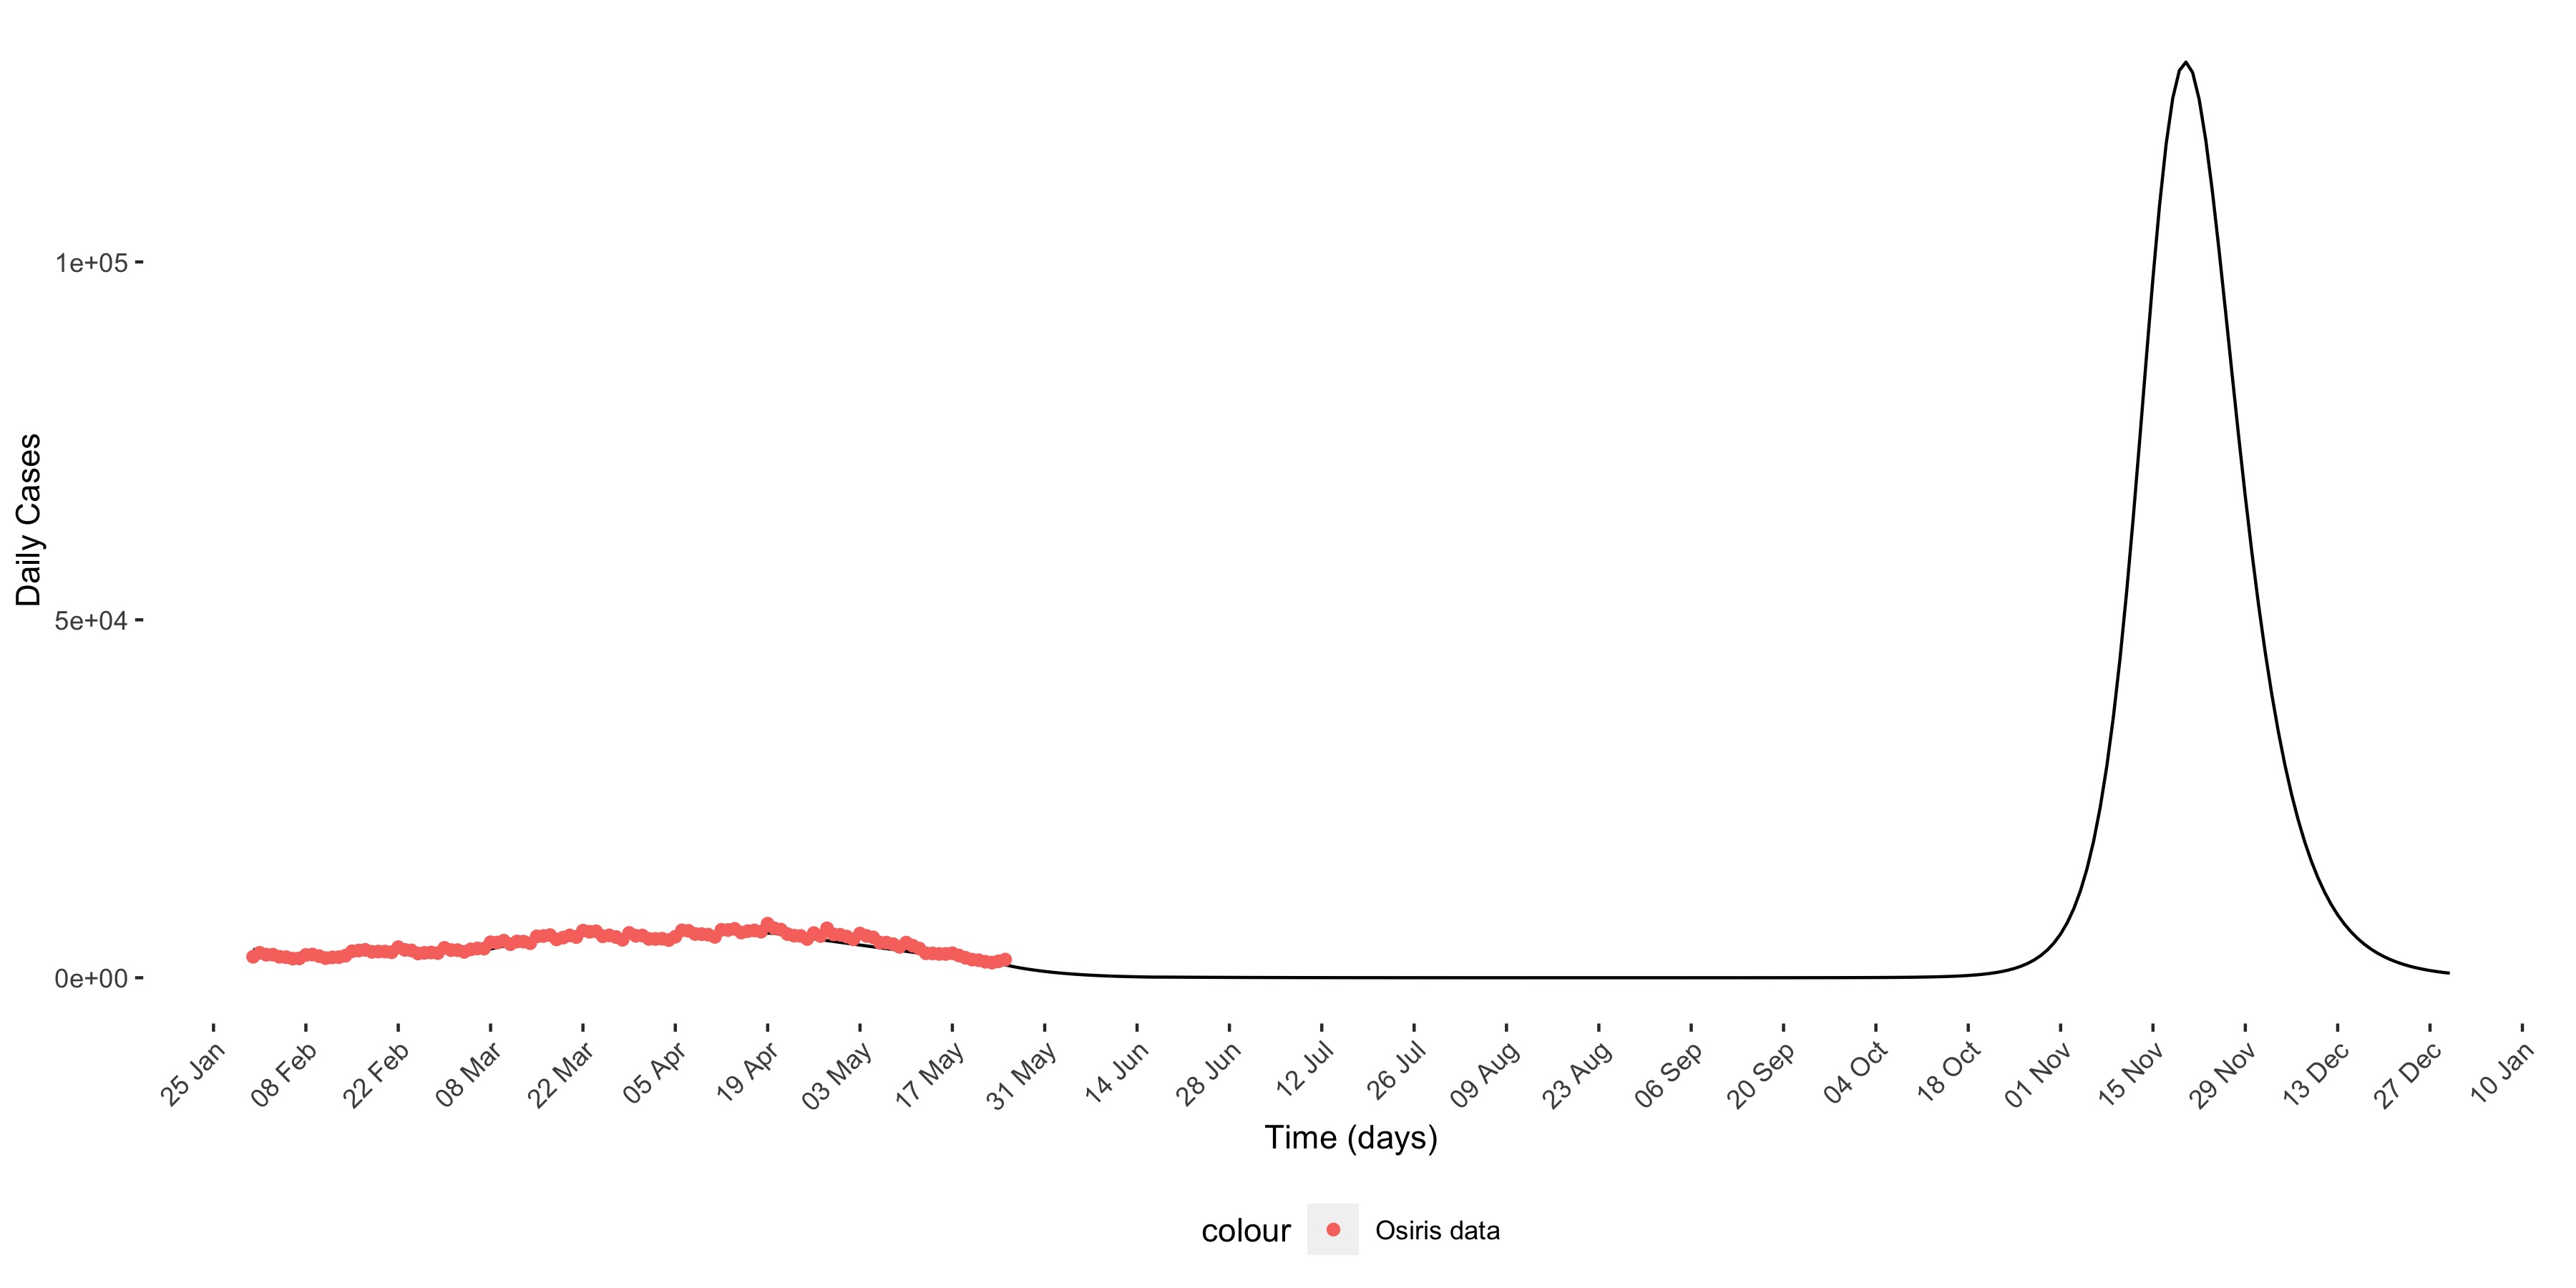 Daily Cases
1e+05
5e+04
0e+00
25 Jan
08 Feb
22 Feb
08 Mar
22 Mar
05 Apr
19 Apr
03 May
17 May
31 May
14 Jun
28 Jun
12 Jul
26 Jul
09 Aug
23 Aug
06 Sep
20 Sep
04 Oct
18 Oct
01 Nov
15 Nov
29 Nov
13 Dec
27 Dec
10 Jan
Time (days)
colour Osiris data